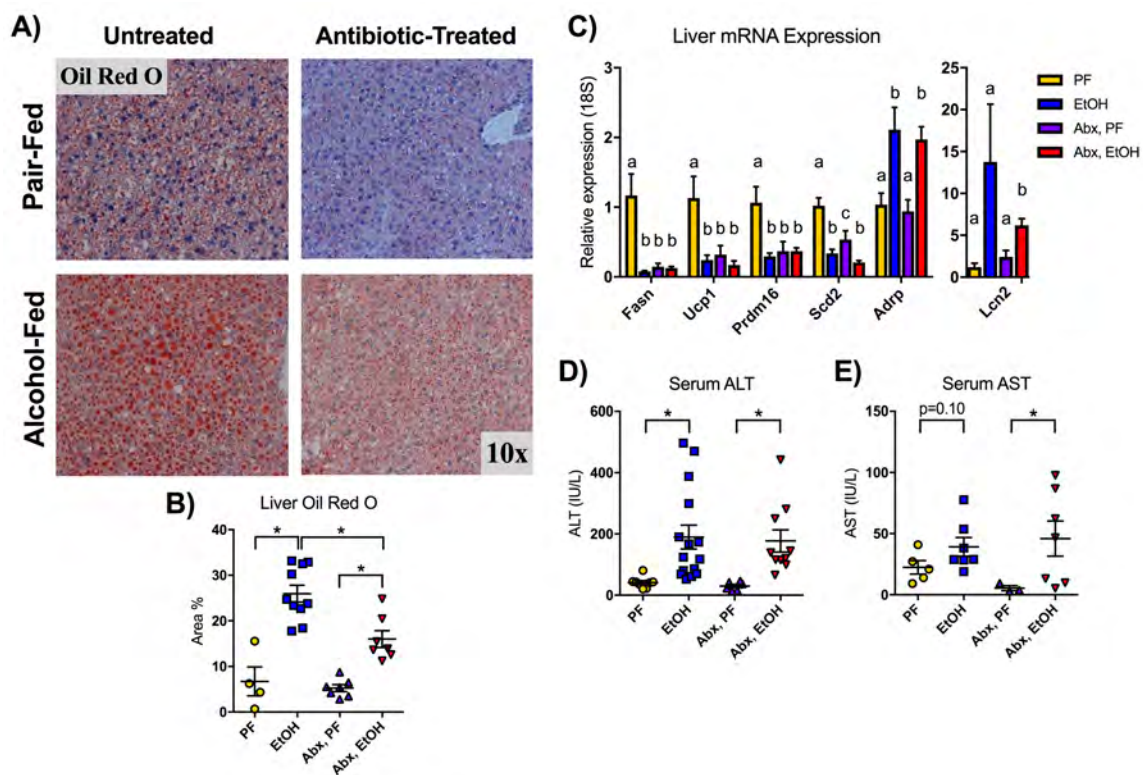 A)
Untreated
Antibiotic-Treated
Pair-Fed
Oil Red O
Alcohol-Fed
10x
B)
Liver Oil Red O
Area %
40
30
20
10
0
* * *
PF
EtOH
Abx, PF
Abx, EtOH
C)
Liver mRNA Expression
Relative expression (18S)
3
2
1
0
a b b b
a b b b
a b b b
a b c b
a b a b
Fasn
Ucp1
Prdm16
Scd2
Adrp
25
20
15
10
5
0
a a a b
Lcn2
PF
EtOH
Abx, PF
Abx, EtOH
D)
Serum ALT
ALT (IU/L)
600
400
200
0
* *
PF
EtOH
Abx, PF
Abx, EtOH
E)
Serum AST
AST (IU/L)
150
100
50
0
p=0.10 *
PF
EtOH
Abx, PF
Abx, EtOH